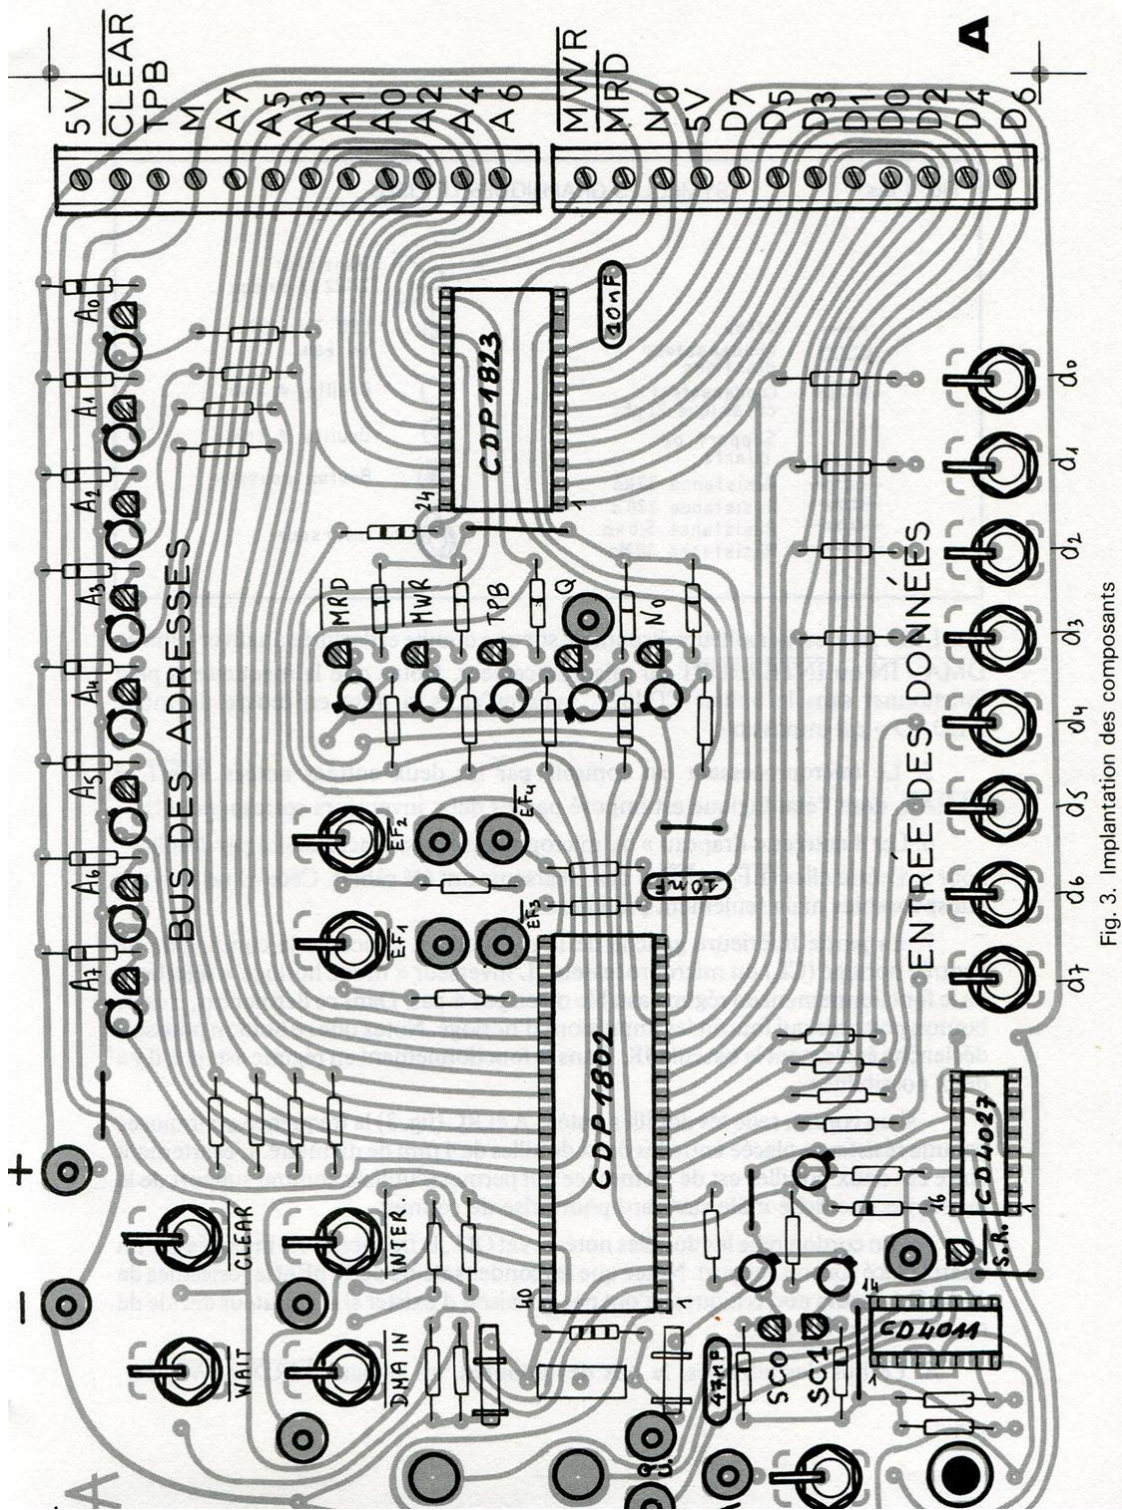 5V
CLEAR
TPB
M
A7
A5
A3
A1
A0
A2
A4
A6
MWR
MRD
N0
5V
D7
D5
D3
D1
D0
D2
D4
D6
A
A0
A1
A2
A3
A4
A5
A6
A7
BUS DES ADRESSES
CDP1823
24
1
10nF
MRD
MWR
TPB
Q
N0
EF2
EF4
EF1
EF3
10nF
ENTRÉE DES DONNÉES
d0
d1
d2
d3
d4
d5
d6
d7
CDP1802
40
1
+
-
CLEAR
INTER.
WAIT
DMA IN
CD4027
16
1
S.R.
CD4011
14
SC0
SC1
47nF
A
Fig. 3. Implantation des composants